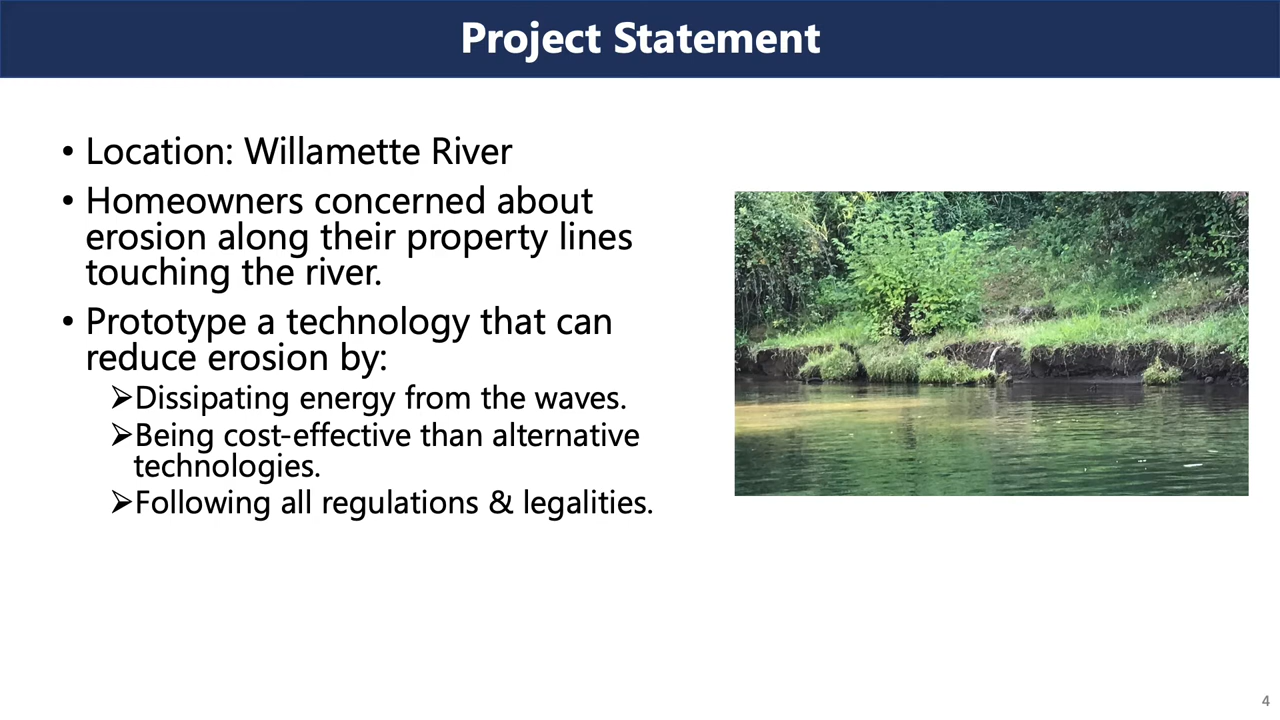 Project Statement
• Location: Willamette River
• Homeowners concerned about
erosion along their property lines
touching the river.
• Prototype a technology that can
reduce erosion by:
➢Dissipating energy from the waves.
➢Being cost-effective than alternative
technologies.
➢Following all regulations & legalities.
4